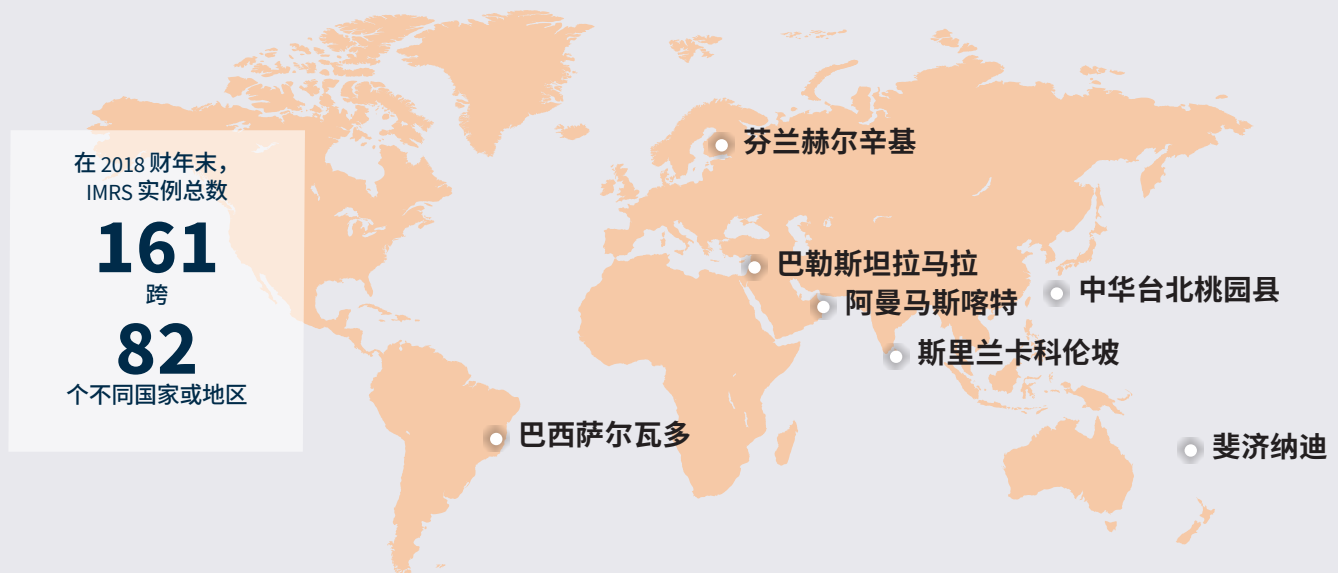 在 2018 财年末，
IMRS 实例总数
161
跨
82
个不同国家或地区
芬兰赫尔辛基
巴勒斯坦拉马拉
阿曼马斯喀特
中华台北桃园县
斯里兰卡科伦坡
巴西萨尔瓦多
斐济纳迪